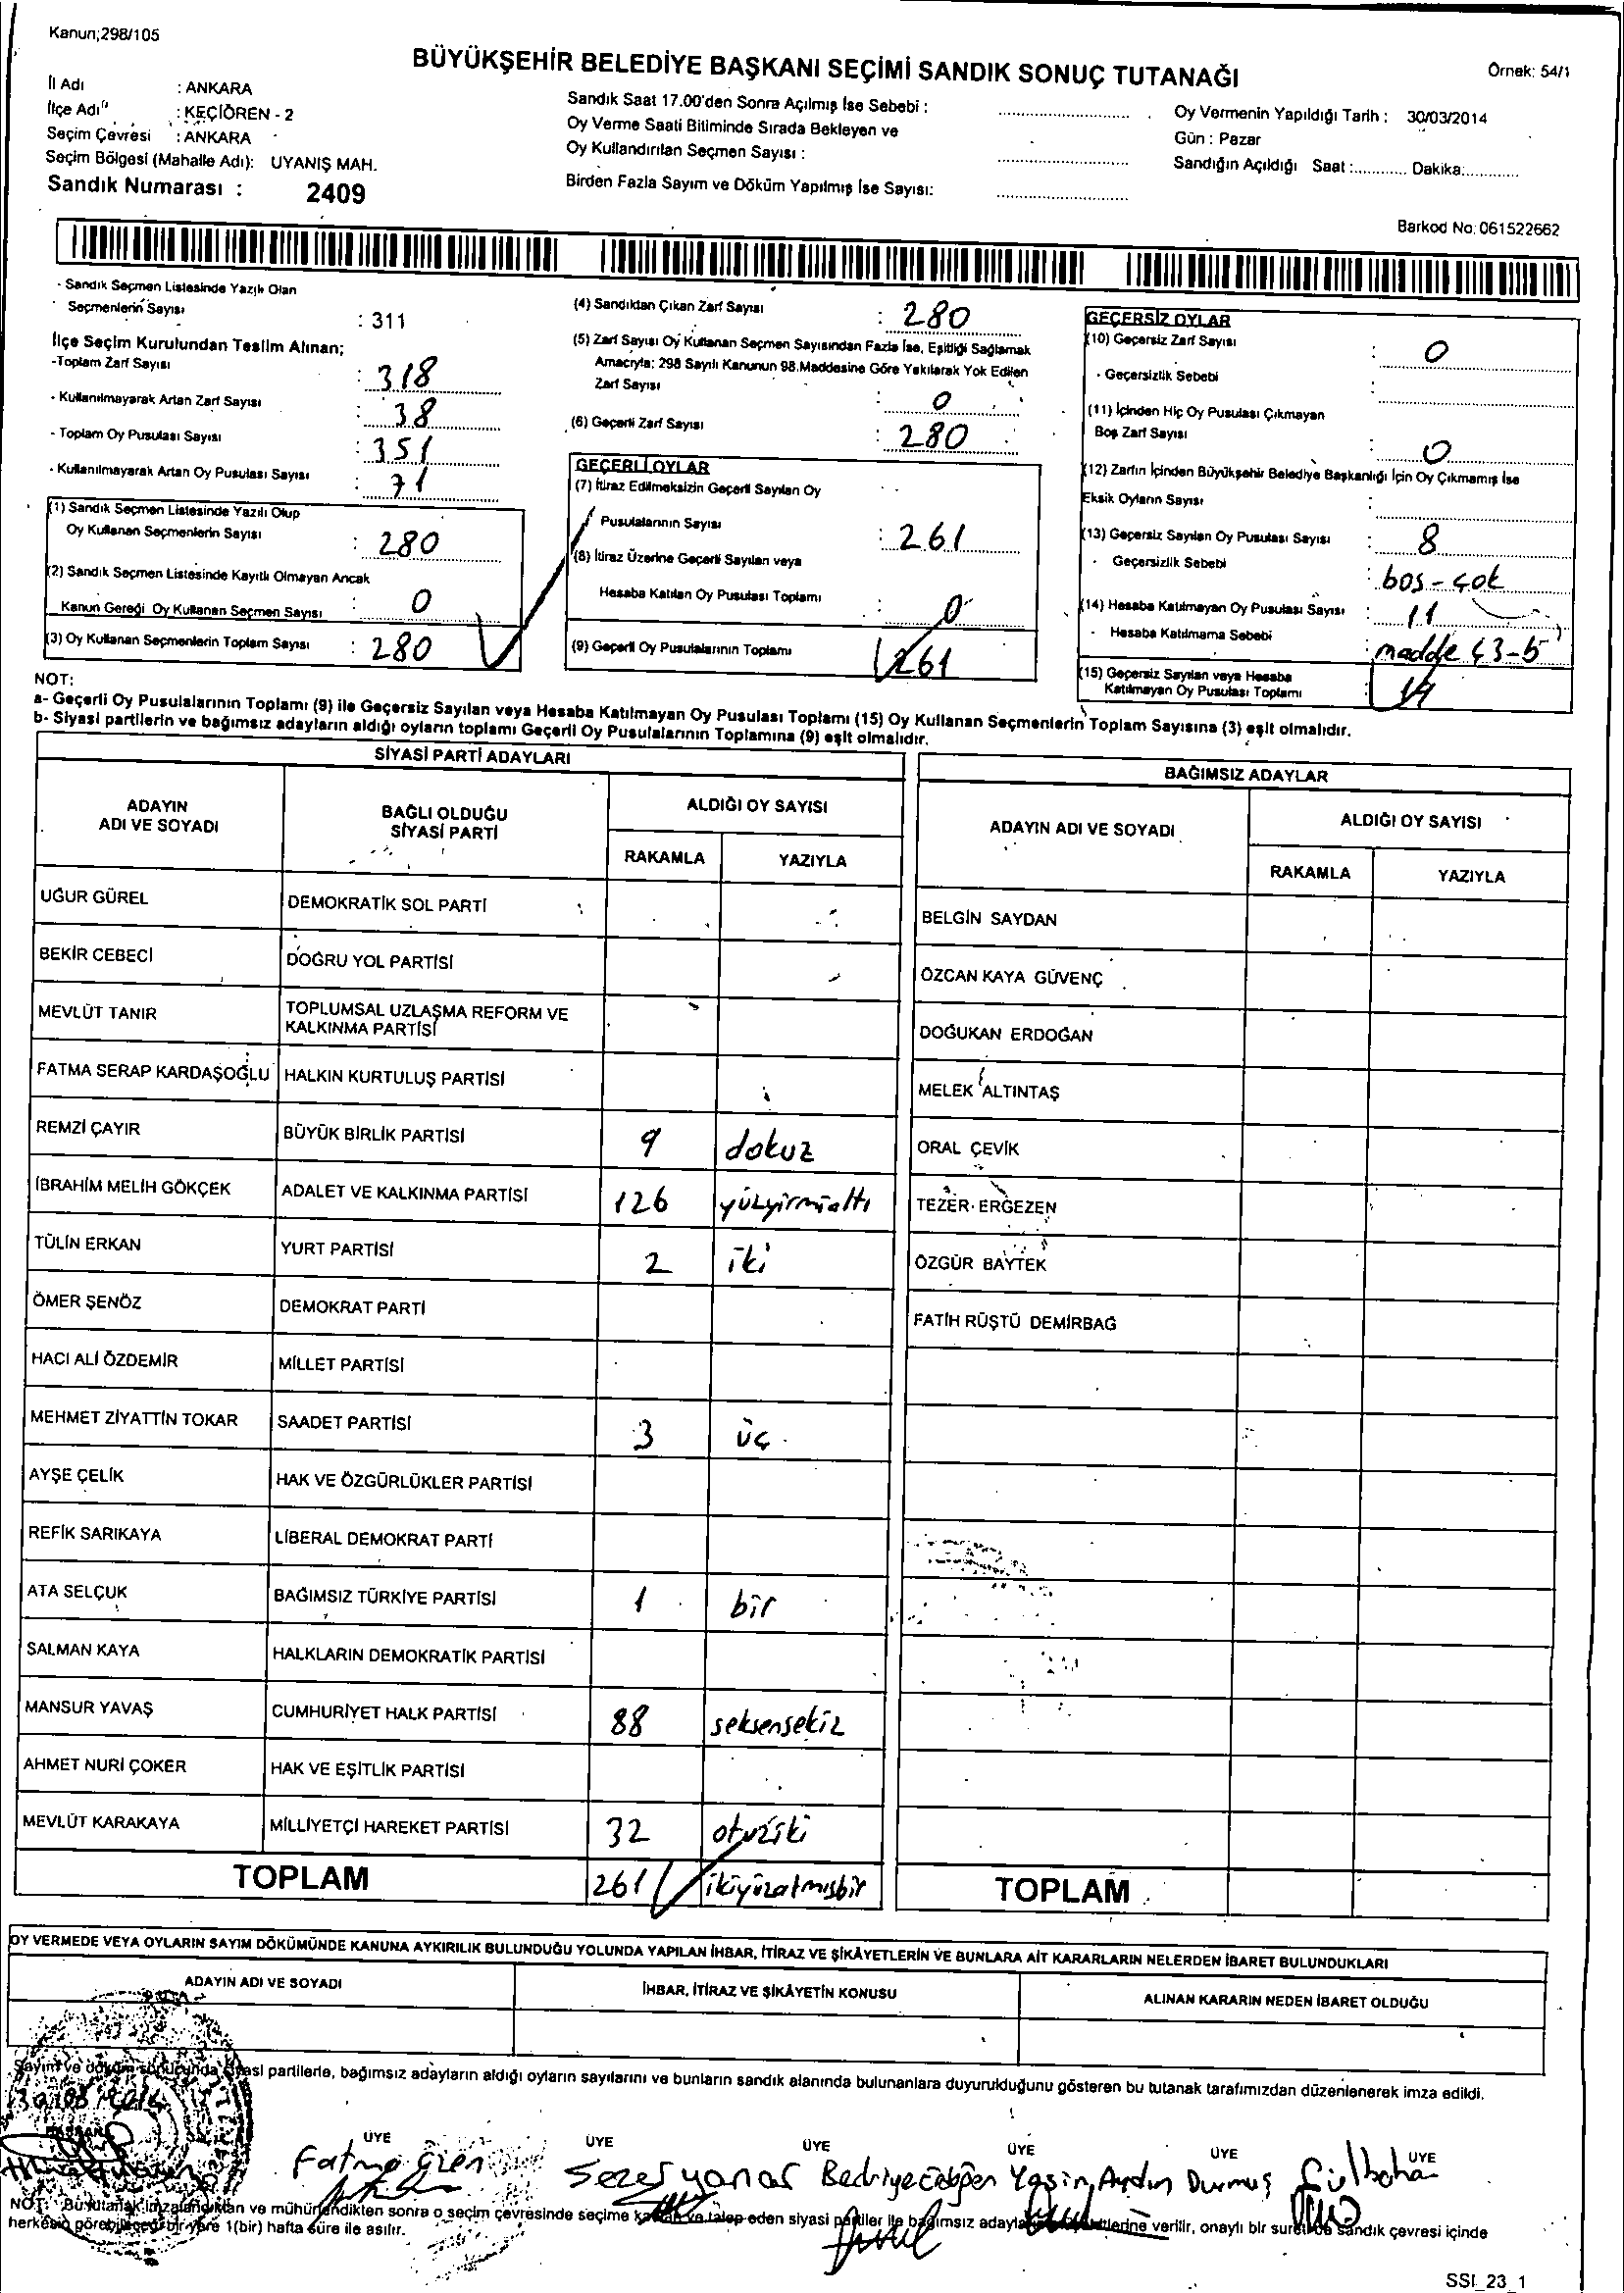 Kanun;298/105
BÜYÜKŞEHİR BELEDİYE BAŞKANI SEÇİMİ SANDIK SONUÇ TUTANAĞI
Örnek: 54/1
İl Adı : ANKARA
İlçe Adı : KEÇİÖREN - 2
Seçim Çevresi : ANKARA
Seçim Bölgesi (Mahalle Adı): UYANIŞ MAH.
Sandık Numarası : 2409
Sandık Saat 17.00'den Sonra Açılmış İse Sebebi :
Oy Verme Saati Bitiminde Sırada Bekleyen ve
Oy Kullandırılan Seçmen Sayısı :
Birden Fazla Sayım ve Döküm Yapılmış İse Sayısı:
Oy Vermenin Yapıldığı Tarih : 30/03/2014
Gün : Pazar
Sandığın Açıldığı Saat :............ Dakika:............
Barkod No: 061522662
- Sandık Seçmen Listesinde Yazılı Olan
Seçmenlerin Sayısı : 311
İlçe Seçim Kurulundan Teslim Alınan;
-Toplam Zarf Sayısı : 318
- Kullanılmayarak Artan Zarf Sayısı : 38
- Toplam Oy Pusulası Sayısı : 351
- Kullanılmayarak Artan Oy Pusulası Sayısı : 71
(1) Sandık Seçmen Listesinde Yazılı Olup
Oy Kullanan Seçmenlerin Sayısı : 280
(2) Sandık Seçmen Listesinde Kayıtlı Olmayan Ancak
Kanun Gereği Oy Kullanan Seçmen Sayısı : 0
(3) Oy Kullanan Seçmenlerin Toplam Sayısı : 280
(4) Sandıktan Çıkan Zarf Sayısı : 280
(5) Zarf Sayısı Oy Kullanan Seçmen Sayısından Fazla İse, Eşitliği Sağlamak
Amacıyla; 298 Sayılı Kanunun 98.Maddesine Göre Yakılarak Yok Edilen
Zarf Sayısı : 0
(6) Geçerli Zarf Sayısı : 280
GEÇERLİ OYLAR
(7) İtiraz Edilmeksizin Geçerli Sayılan Oy
Pusulalarının Sayısı : 261
(8) İtiraz Üzerine Geçerli Sayılan veya
Hesaba Katılan Oy Pusulası Toplamı : 0
(9) Geçerli Oy Pusulalarının Toplamı 261
GEÇERSİZ OYLAR
(10) Geçersiz Zarf Sayısı : 0
- Geçersizlik Sebebi :
(11) İçinden Hiç Oy Pusulası Çıkmayan
Boş Zarf Sayısı : 0
(12) Zarfın İçinden Büyükşehir Belediye Başkanlığı İçin Oy Çıkmamış İse
Eksik Oyların Sayısı :
(13) Geçersiz Sayılan Oy Pusulası Sayısı : 8
- Geçersizlik Sebebi : boş - çok
(14) Hesaba Katılmayan Oy Pusulası Sayısı : 11
- Hesaba Katılmama Sebebi : madde 43-5
(15) Geçersiz Sayılan veya Hesaba
Katılmayan Oy Pusulası Toplamı : 19
NOT:
a- Geçerli Oy Pusulalarının Toplamı (9) ile Geçersiz Sayılan veya Hesaba Katılmayan Oy Pusulası Toplamı (15) Oy Kullanan Seçmenlerin Toplam Sayısına (3) eşit olmalıdır.
b- Siyasi partilerin ve bağımsız adayların aldığı oyların toplamı Geçerli Oy Pusulalarının Toplamına (9) eşit olmalıdır.
SİYASİ PARTİ ADAYLARI
ADAYIN ADI VE SOYADI BAĞLI OLDUĞU SİYASİ PARTİ ALDIĞI OY SAYISI
RAKAMLA YAZIYLA
UĞUR GÜREL DEMOKRATİK SOL PARTİ
BEKİR CEBECİ DOĞRU YOL PARTİSİ
MEVLÜT TANIR TOPLUMSAL UZLAŞMA REFORM VE KALKINMA PARTİSİ
FATMA SERAP KARDAŞOĞLU HALKIN KURTULUŞ PARTİSİ
REMZİ ÇAYIR BÜYÜK BİRLİK PARTİSİ 9 dokuz
İBRAHİM MELİH GÖKÇEK ADALET VE KALKINMA PARTİSİ 126 yüzyirmialtı
TÜLİN ERKAN YURT PARTİSİ 2 iki
ÖMER ŞENÖZ DEMOKRAT PARTİ
HACI ALİ ÖZDEMİR MİLLET PARTİSİ
MEHMET ZİYATTİN TOKAR SAADET PARTİSİ 3 üç
AYŞE ÇELİK HAK VE ÖZGÜRLÜKLER PARTİSİ
REFİK SARIKAYA LİBERAL DEMOKRAT PARTİ
ATA SELÇUK BAĞIMSIZ TÜRKİYE PARTİSİ 1 bir
SALMAN KAYA HALKLARIN DEMOKRATİK PARTİSİ
MANSUR YAVAŞ CUMHURİYET HALK PARTİSİ 88 seksensekiz
AHMET NURİ ÇOKER HAK VE EŞİTLİK PARTİSİ
MEVLÜT KARAKAYA MİLLİYETÇİ HAREKET PARTİSİ 32 otuziki
TOPLAM 261 ikiyüzatmışbir
BAĞIMSIZ ADAYLAR
ADAYIN ADI VE SOYADI ALDIĞI OY SAYISI
RAKAMLA YAZIYLA
BELGİN SAYDAN
ÖZCAN KAYA GÜVENÇ
DOĞUKAN ERDOĞAN
MELEK ALTINTAŞ
ORAL ÇEVİK
TEZER ERGEZEN
ÖZGÜR BAYTEK
FATİH RÜŞTÜ DEMİRBAĞ
TOPLAM
OY VERMEDE VEYA OYLARIN SAYIM DÖKÜMÜNDE KANUNA AYKIRILIK BULUNDUĞU YOLUNDA YAPILAN İHBAR, İTİRAZ VE ŞİKÂYETLERİN VE BUNLARA AİT KARARLARIN NELERDEN İBARET BULUNDUKLARI
ADAYIN ADI VE SOYADI İHBAR, İTİRAZ VE ŞİKÂYETİN KONUSU ALINAN KARARIN NEDEN İBARET OLDUĞU
Sayım ve döküm sonucunda siyasi partilerle, bağımsız adayların aldığı oyların sayılarını ve bunların sandık alanında bulunanlara duyurulduğunu gösteren bu tutanak tarafımızdan düzenlenerek imza edildi.
30/03/2014
BAŞKAN ÜYE ÜYE ÜYE ÜYE ÜYE ÜYE
Fatma Sezer yanar Bedriye Yasin Aydın Durmuş Gülbahar
NOT: Bu tutanak imzalandıktan ve mühürlendikten sonra o seçim çevresinde seçime katılan ve talep eden siyasi partiler ile bağımsız verilir, onaylı bir sureti de sandık çevresi içinde
herkesin görebileceği bir yere 1(bir) hafta süre ile asılır.
SSI_23_1